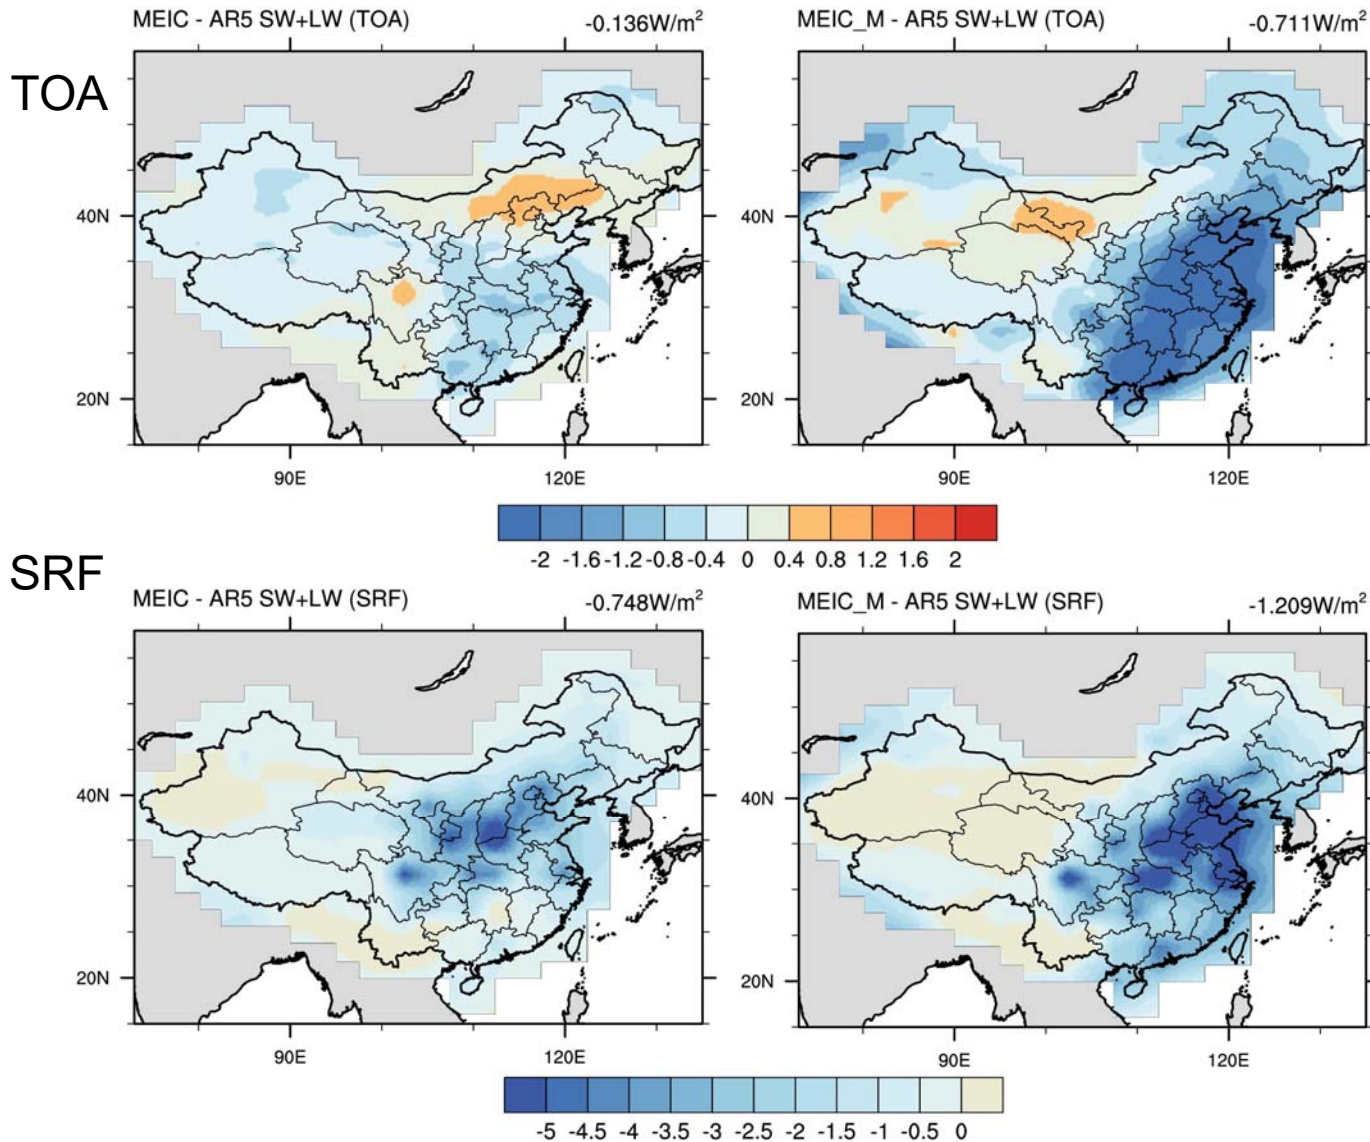 MEIC - AR5 SW+LW (TOA) -0.136W/m²
MEIC_M - AR5 SW+LW (TOA) -0.711W/m²
TOA
40N
20N
90E 120E
90E 120E
-2 -1.6 -1.2 -0.8 -0.4 0 0.4 0.8 1.2 1.6 2
SRF
MEIC - AR5 SW+LW (SRF) -0.748W/m²
MEIC_M - AR5 SW+LW (SRF) -1.209W/m²
40N
40N
20N
20N
90E 120E
90E 120E
-5 -4.5 -4 -3.5 -3 -2.5 -2 -1.5 -1 -0.5 0
40N
20N